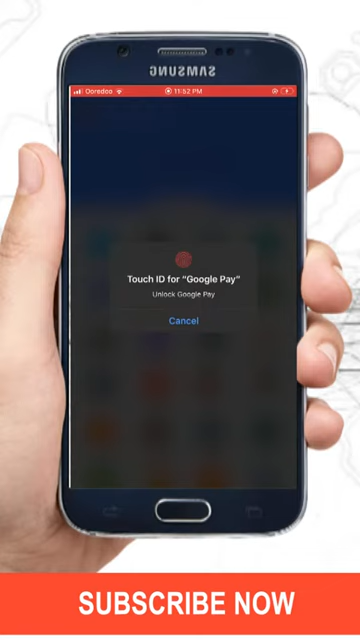 SAMSUNG
Ooredoo 11:52 PM
Touch ID for “Google Pay”
Unlock Google Pay
Cancel
SUBSCRIBE NOW